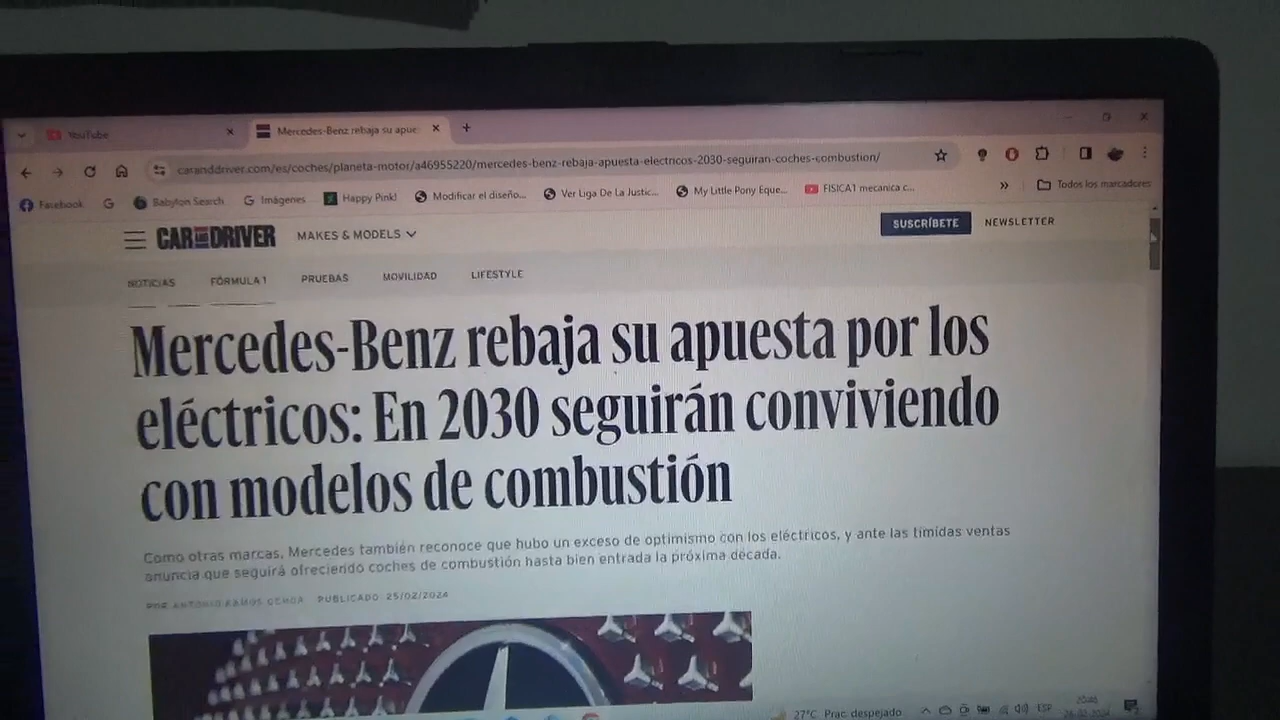 YouTube
Mercedes-Benz rebaja su apue
caranddriver.com/es/coches/planeta-motor/a46955220/mercedes-benz-rebaja-apuesta-electricos-2030-seguiran-coches-combustion/
Facebook G Babylon Search G Imágenes Happy Pink! Modificar el diseño... Ver Liga De La Justic... My Little Pony Eque... FISICA1 mecanica c... » Todos los marcadores
CAR AND DRIVER MAKES & MODELS SUSCRÍBETE NEWSLETTER
NOTICIAS FÓRMULA 1 PRUEBAS MOVILIDAD LIFESTYLE
Mercedes-Benz rebaja su apuesta por los
eléctricos: En 2030 seguirán conviviendo
con modelos de combustión
Como otras marcas, Mercedes también reconoce que hubo un exceso de optimismo con los eléctricos, y ante las tímidas ventas
anuncia que seguirá ofreciendo coches de combustión hasta bien entrada la próxima década.
POR ANTONIO RAMOS OCHOA PUBLICADO: 25/02/2024
27°C Prac. despejado ESP